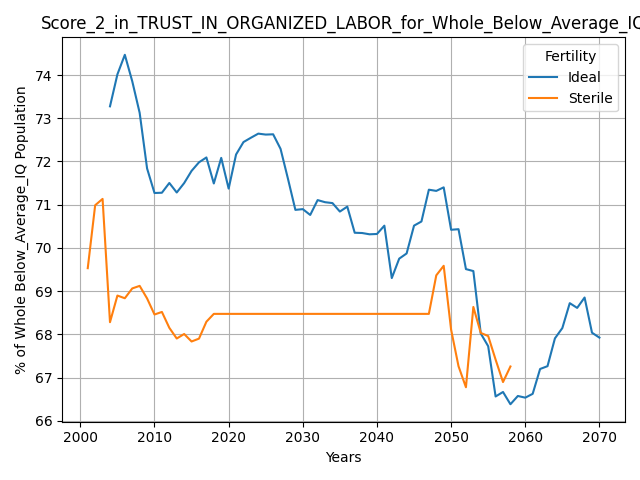 Score_2_in_TRUST_IN_ORGANIZED_LABOR_for_Whole_Below_Average_IQ
Fertility
Ideal
Sterile
% of Whole Below_Average_IQ Population
74
73
72
71
70
69
68
67
66
2000 2010 2020 2030 2040 2050 2060 2070
Years